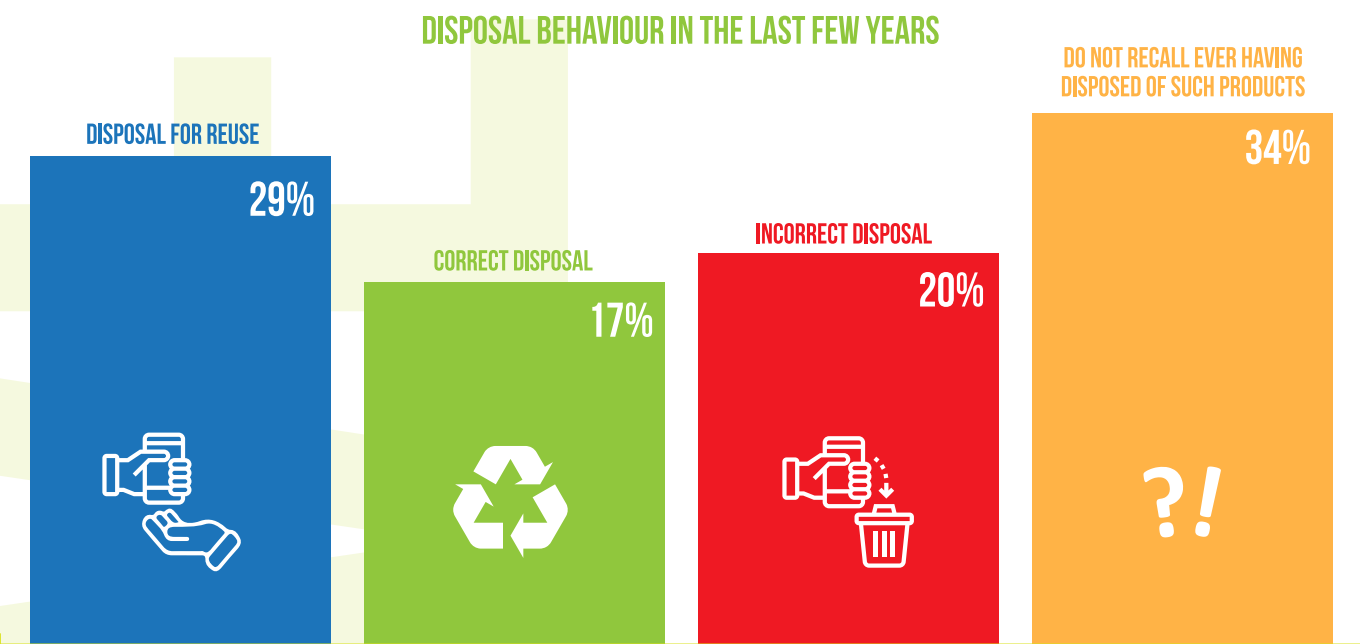 DISPOSAL BEHAVIOUR IN THE LAST FEW YEARS
DO NOT RECALL EVER HAVING
DISPOSED OF SUCH PRODUCTS
DISPOSAL FOR REUSE
34%
29%
INCORRECT DISPOSAL
CORRECT DISPOSAL
20%
17%
?!